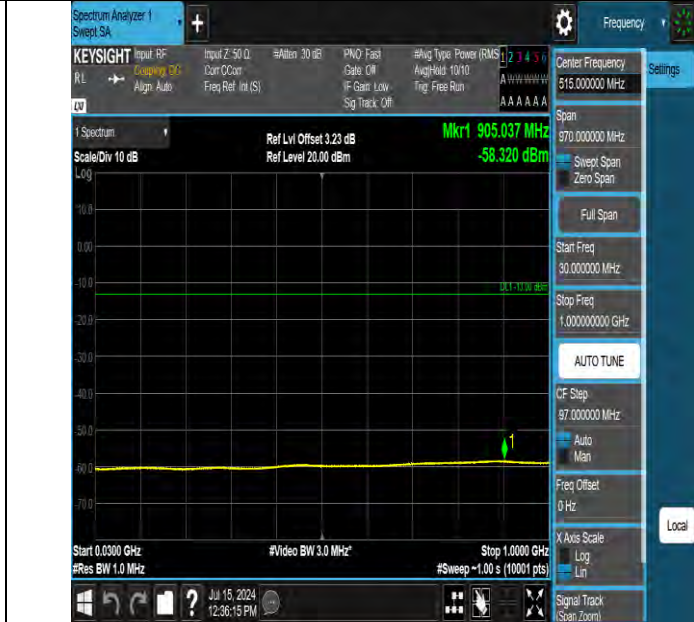 Spectrum Analyzer 1
Swept SA
Frequency
KEYSIGHT
RL
Input: RF
Coupling: DC
Align: Auto
Input Z: 50 Ω
Corr CCorr
Freq Ref: Int (S)
#Atten: 30 dB
PNO: Fast
Gate: Off
IF Gain: Low
Sig Track: Off
#Avg Type: Power (RMS
Avg|Hold: 10/10
Trig: Free Run
1 2 3 4 5 6
A W W W W W
A A A A A A
1 Spectrum
Scale/Div 10 dB
Ref Lvl Offset 3.23 dB
Ref Level 20.00 dBm
Mkr1 905.037 MHz
-58.320 dBm
Log
10.0
0.00
-10.0
DL1 -13.00 dBm
-20.0
-30.0
-40.0
-50.0
1
-60.0
-70.0
Start 0.0300 GHz
#Res BW 1.0 MHz
#Video BW 3.0 MHz*
Stop 1.0000 GHz
#Sweep ~1.00 s (10001 pts)
Jul 15, 2024
12:36:15 PM
Center Frequency
515.000000 MHz
Settings
Span
970.000000 MHz
Swept Span
Zero Span
Full Span
Start Freq
30.000000 MHz
Stop Freq
1.000000000 GHz
AUTO TUNE
CF Step
97.000000 MHz
Auto
Man
Freq Offset
0 Hz
X Axis Scale
Log
Lin
Local
Signal Track
(Span Zoom)